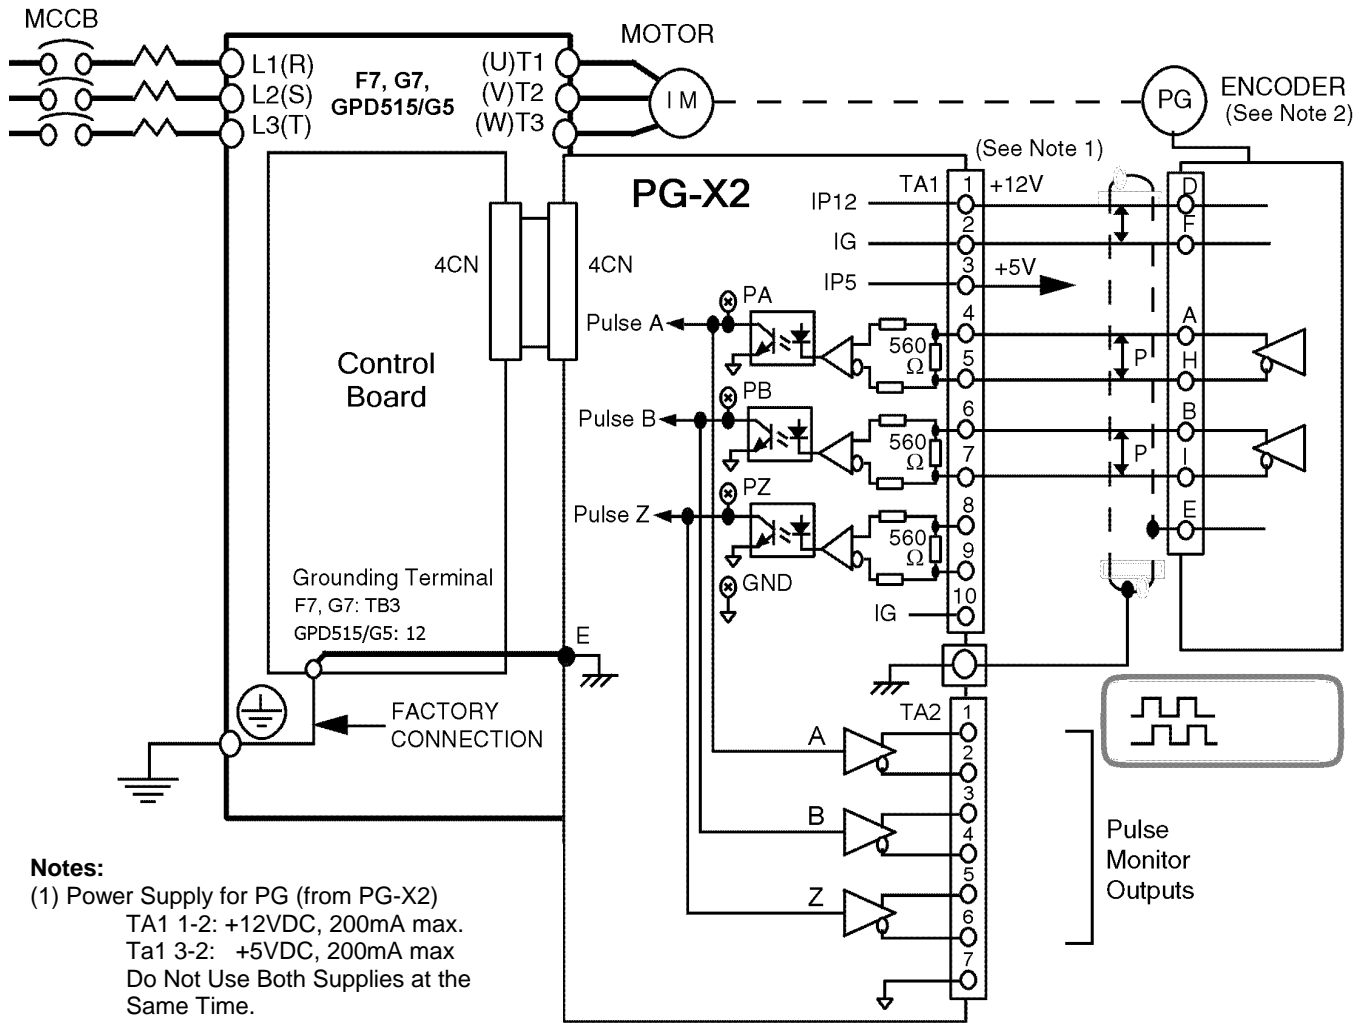 MCCB
L1(R)
L2(S)
L3(T)
F7, G7,
GPD515/G5
(U)T1
(V)T2
(W)T3
MOTOR
IM
PG
ENCODER
(See Note 2)
(See Note 1)
PG-X2
TA1
1
+12V
IP12
2
IG
3
+5V
IP5
4CN
4CN
Control
Board
PA
Pulse A
4
560
Ω
5
P
PB
Pulse B
6
560
Ω
7
P
PZ
Pulse Z
8
560
Ω
9
GND
10
IG
D
F
A
H
B
I
E
Grounding Terminal
F7, G7: TB3
GPD515/G5: 12
E
FACTORY
CONNECTION
TA2
1
A
2
3
B
4
5
Z
6
7
Pulse
Monitor
Outputs
Notes:
(1) Power Supply for PG (from PG-X2)
TA1 1-2: +12VDC, 200mA max.
Ta1 3-2: +5VDC, 200mA max
Do Not Use Both Supplies at the
Same Time.